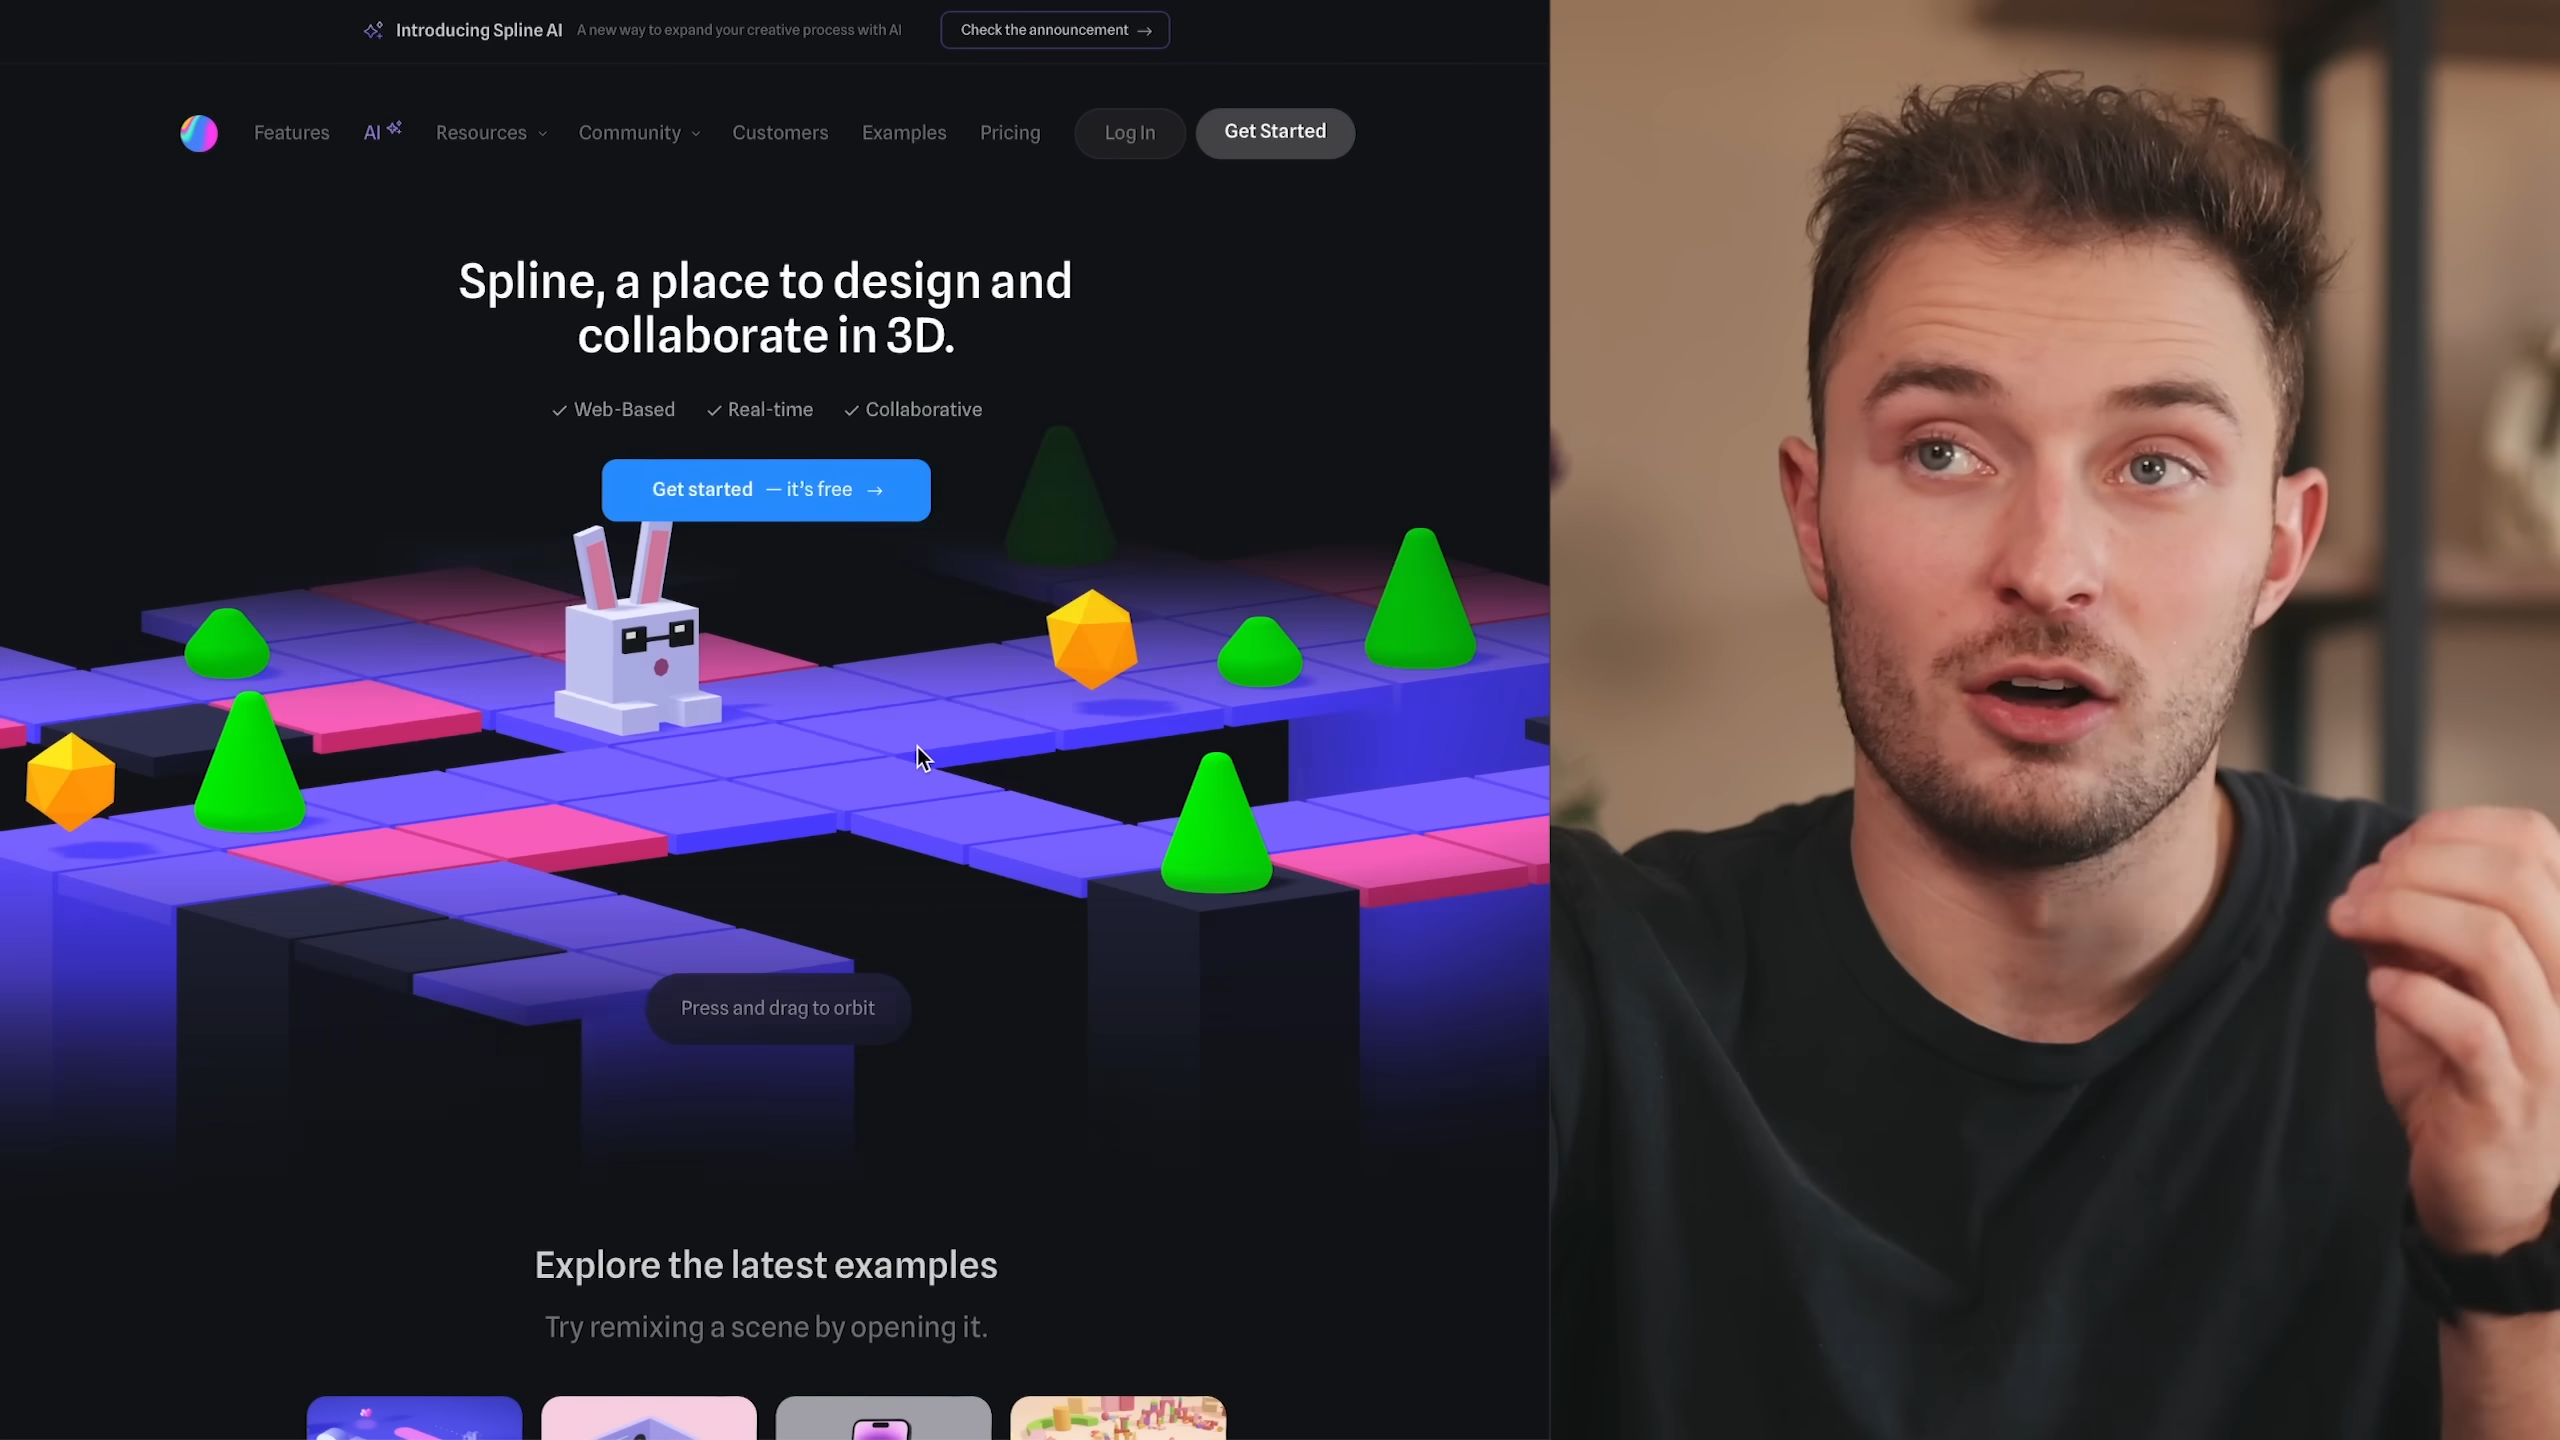 Introducing Spline AI A new way to expand your creative process with AI Check the announcement →
Features AI Resources Community Customers Examples Pricing Log In Get Started
Spline, a place to design and
collaborate in 3D.
✓ Web-Based ✓ Real-time ✓ Collaborative
Get started — it's free →
Press and drag to orbit
Explore the latest examples
Try remixing a scene by opening it.